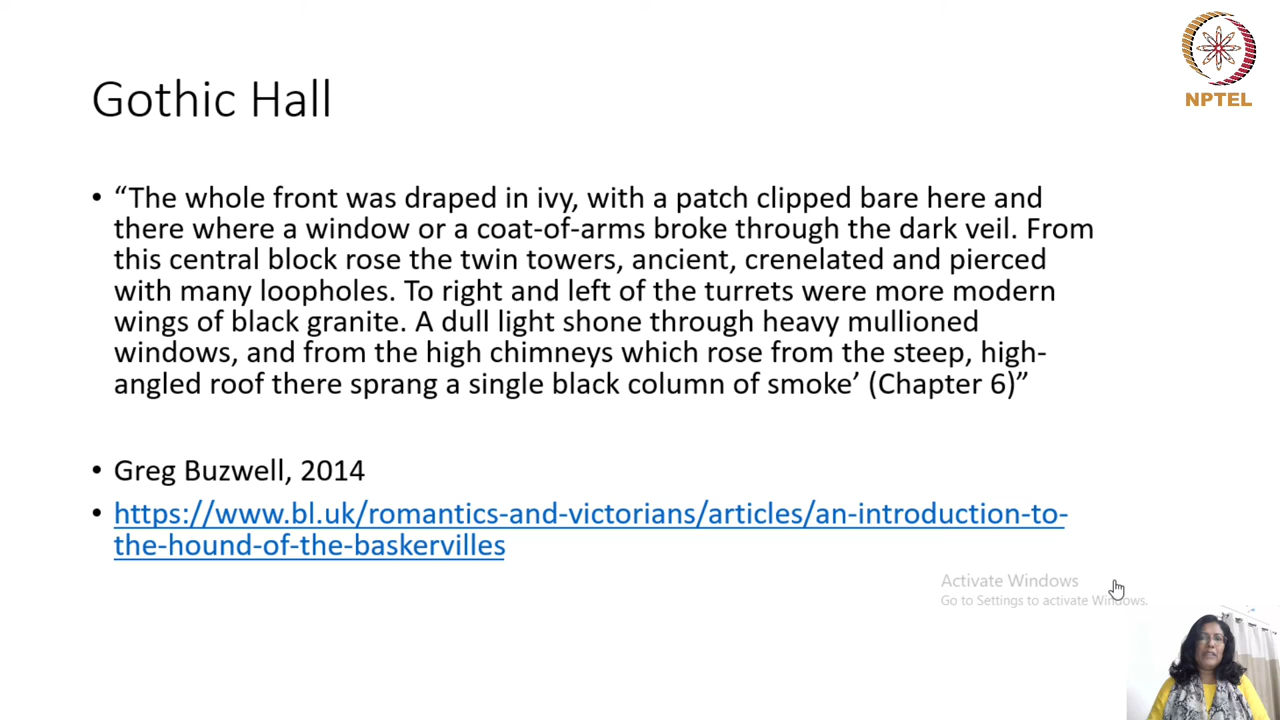 NPTEL
Gothic Hall
• “The whole front was draped in ivy, with a patch clipped bare here and
there where a window or a coat-of-arms broke through the dark veil. From
this central block rose the twin towers, ancient, crenelated and pierced
with many loopholes. To right and left of the turrets were more modern
wings of black granite. A dull light shone through heavy mullioned
windows, and from the high chimneys which rose from the steep, high-
angled roof there sprang a single black column of smoke’ (Chapter 6)”
• Greg Buzwell, 2014
• https://www.bl.uk/romantics-and-victorians/articles/an-introduction-to-
the-hound-of-the-baskervilles
Activate Windows
Go to Settings to activate Windows.